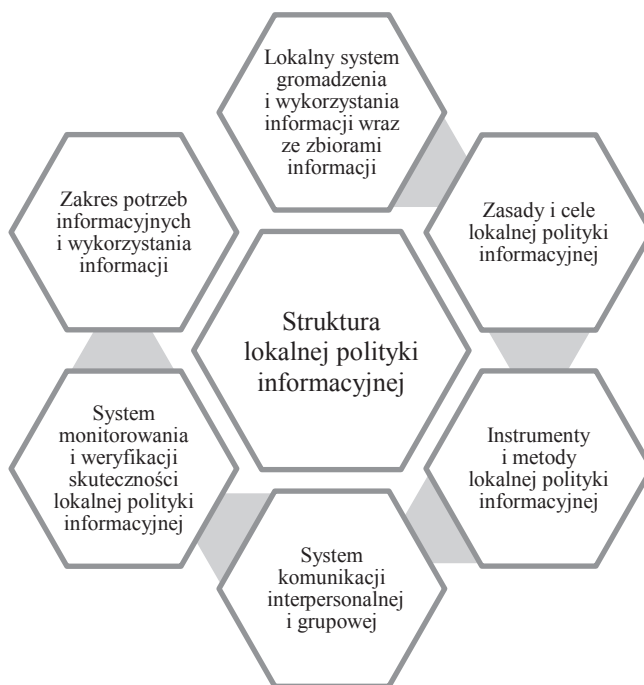 Lokalny system
gromadzenia
i wykorzystania
informacji wraz
ze zbiorami
informacji
Zasady i cele
lokalnej polityki
informacyjnej
Instrumenty
i metody
lokalnej polityki
informacyjnej
System
komunikacji
interpersonalnej
i grupowej
System
monitorowania
i weryfikacji
skuteczności
lokalnej polityki
informacyjnej
Zakres potrzeb
informacyjnych
i wykorzystania
informacji
Struktura
lokalnej polityki
informacyjnej